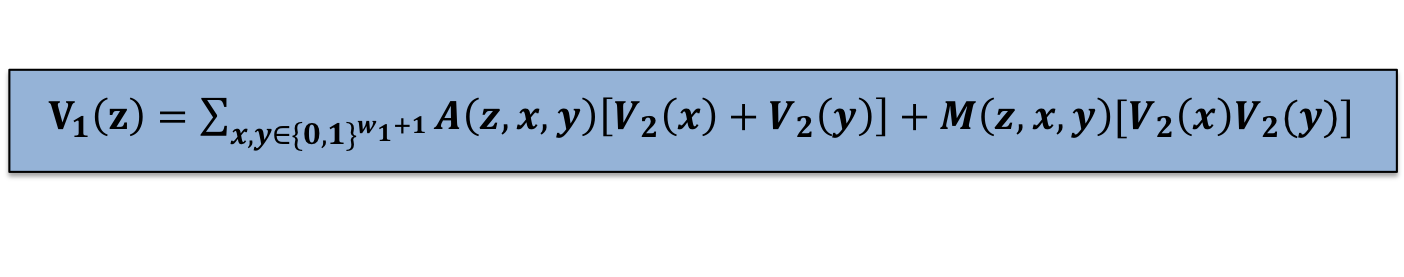 V₁(z) = ∑_{x,y∈{0,1}^{w₁+1}} A(z, x, y)[V₂(x) + V₂(y)] + M(z, x, y)[V₂(x)V₂(y)]